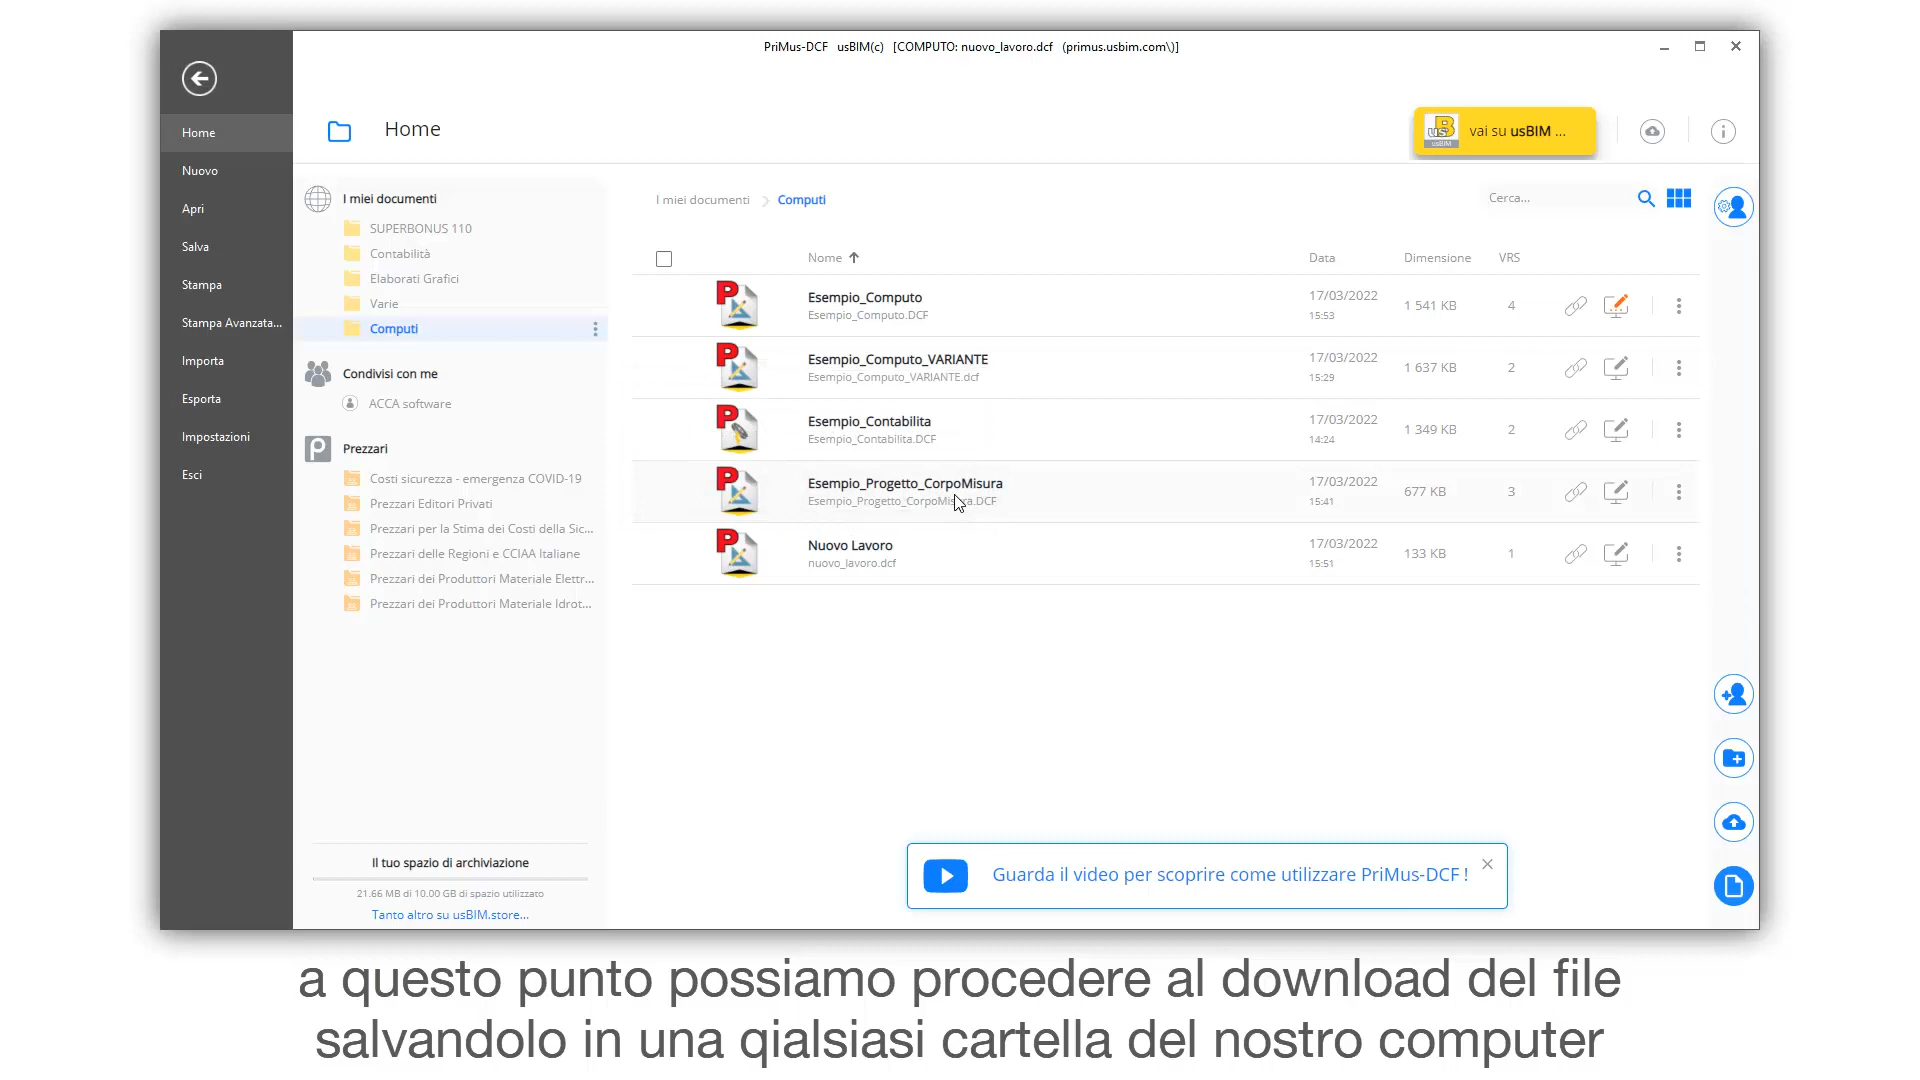 PriMus-DCF usBIM(c) [COMPUTO: nuovo_lavoro.dcf (primus.usbim.com\)]
Home
Nuovo
Apri
Salva
Stampa
Stampa Avanzata...
Importa
Esporta
Impostazioni
Esci
Home
usB
usBIM
vai su usBIM ...
I miei documenti
SUPERBONUS 110
Contabilità
Elaborati Grafici
Varie
Computi
Condivisi con me
ACCA software
Prezzari
Costi sicurezza - emergenza COVID-19
Prezzari Editori Privati
Prezzari per la Stima dei Costi della Sic...
Prezzari delle Regioni e CCIAA Italiane
Prezzari dei Produttori Materiale Elettr...
Prezzari dei Produttori Materiale Idrot...
Il tuo spazio di archiviazione
21.66 MB di 10.00 GB di spazio utilizzato
Tanto altro su usBIM.store...
I miei documenti > Computi
Cerca...
Nome Data Dimensione VRS
Esempio_Computo 17/03/2022 1 541 KB 4
Esempio_Computo.DCF 15:53
Esempio_Computo_VARIANTE 17/03/2022 1 637 KB 2
Esempio_Computo_VARIANTE.dcf 15:29
Esempio_Contabilita 17/03/2022 1 349 KB 2
Esempio_Contabilita.DCF 14:24
Esempio_Progetto_CorpoMisura 17/03/2022 677 KB 3
Esempio_Progetto_CorpoMisura.DCF 15:41
Nuovo Lavoro 17/03/2022 133 KB 1
nuovo_lavoro.dcf 15:51
Guarda il video per scoprire come utilizzare PriMus-DCF !
a questo punto possiamo procedere al download del file
salvandolo in una qialsiasi cartella del nostro computer